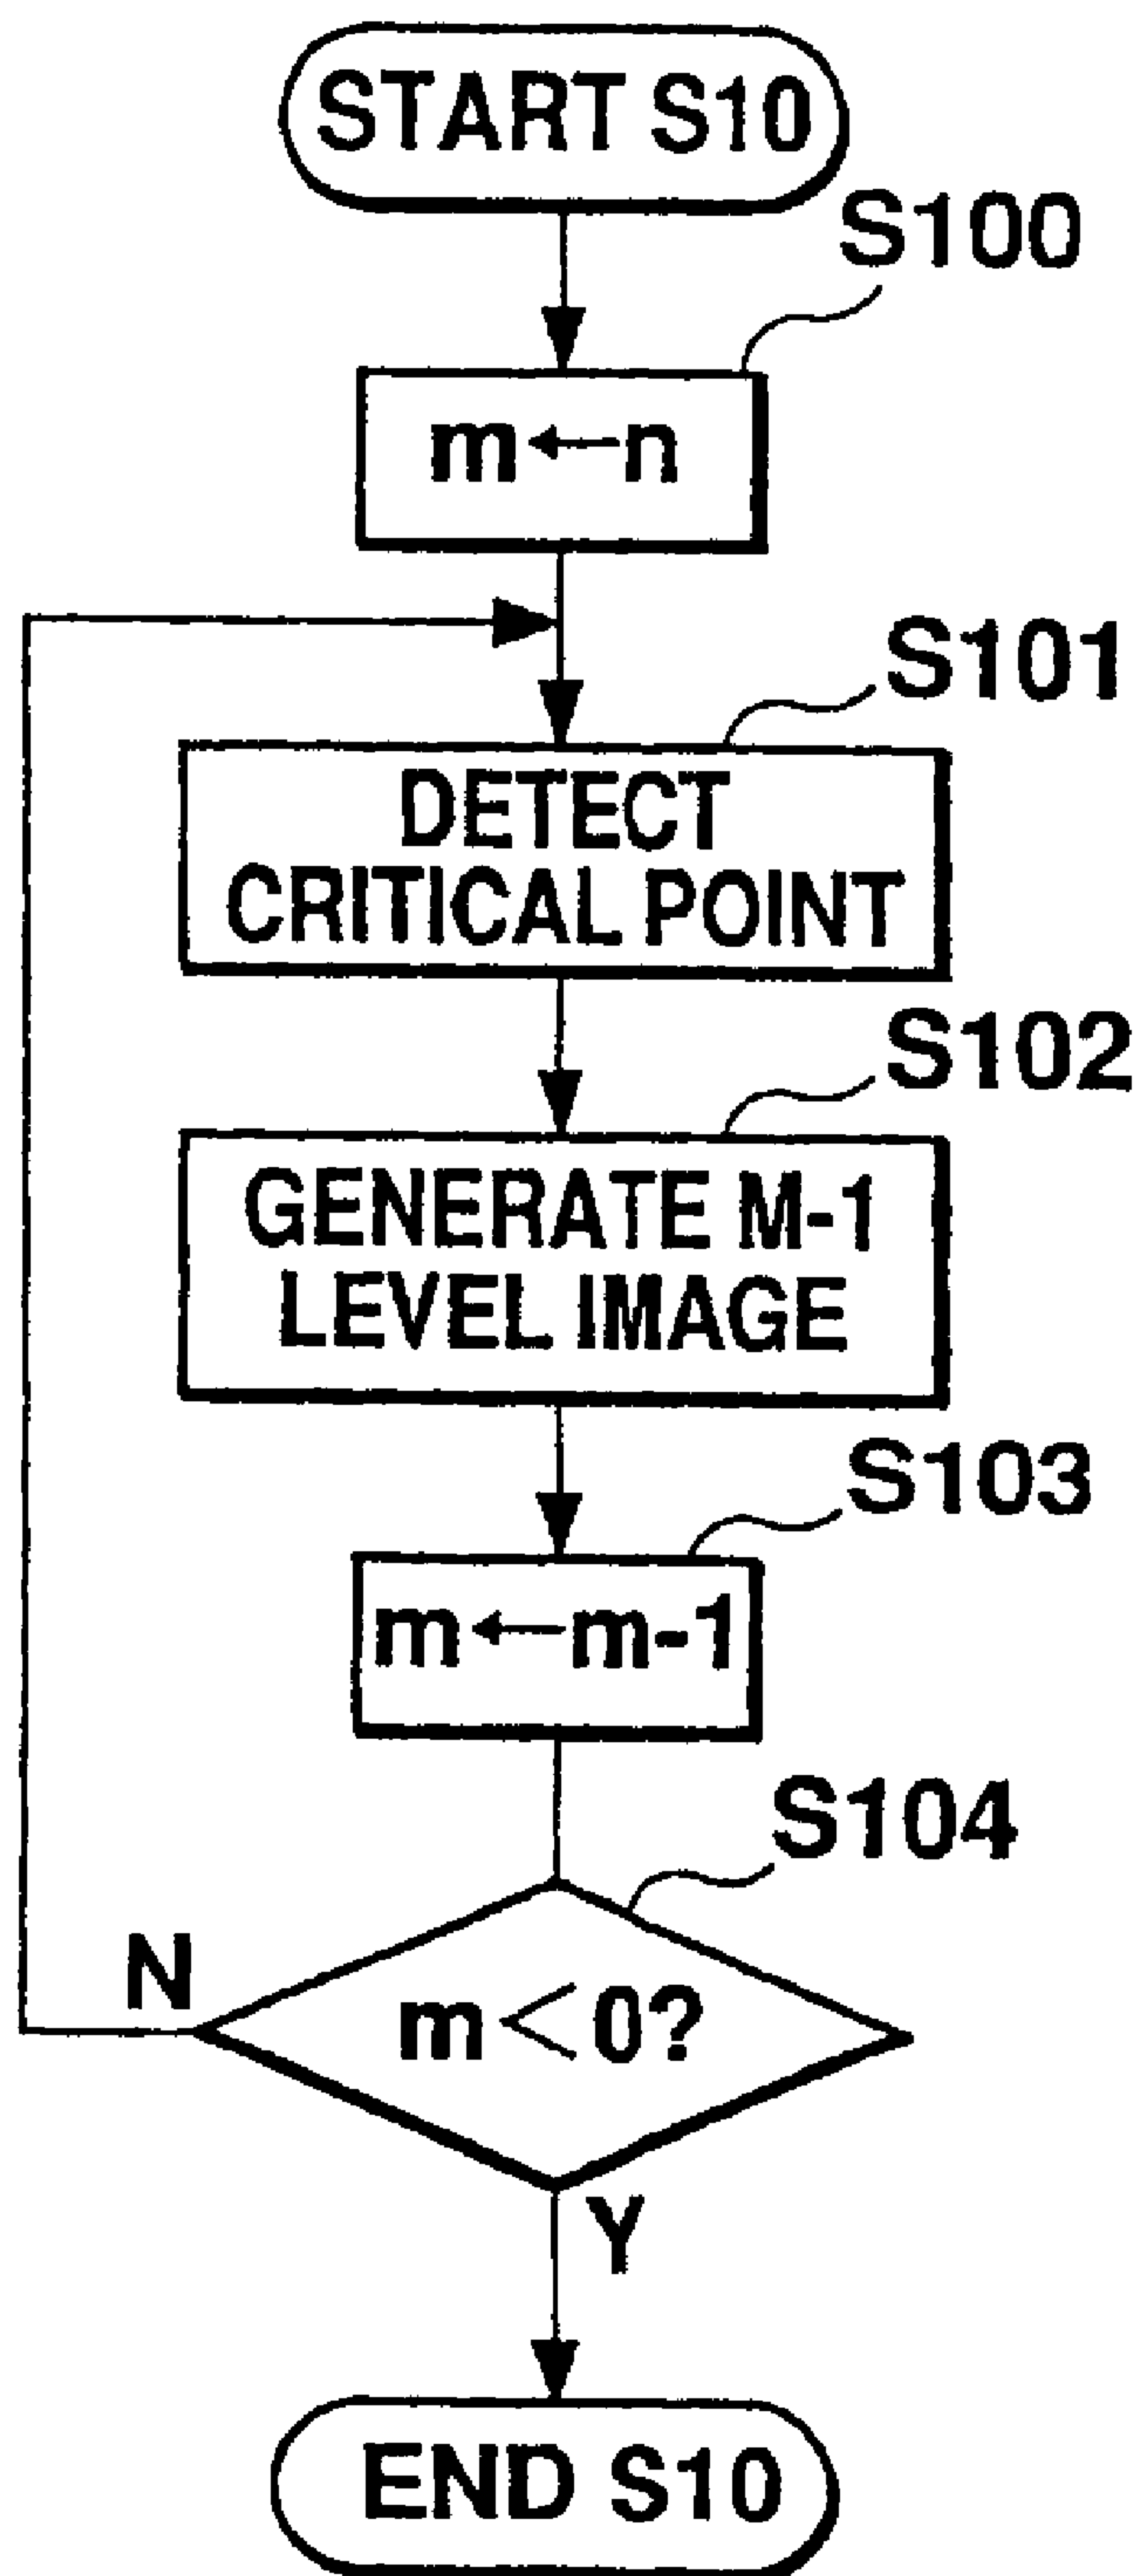 START S10
S100
m←n
S101
DETECT
CRITICAL POINT
S102
GENERATE M-1
LEVEL IMAGE
S103
m←m-1
S104
N
m<0?
Y
END S10